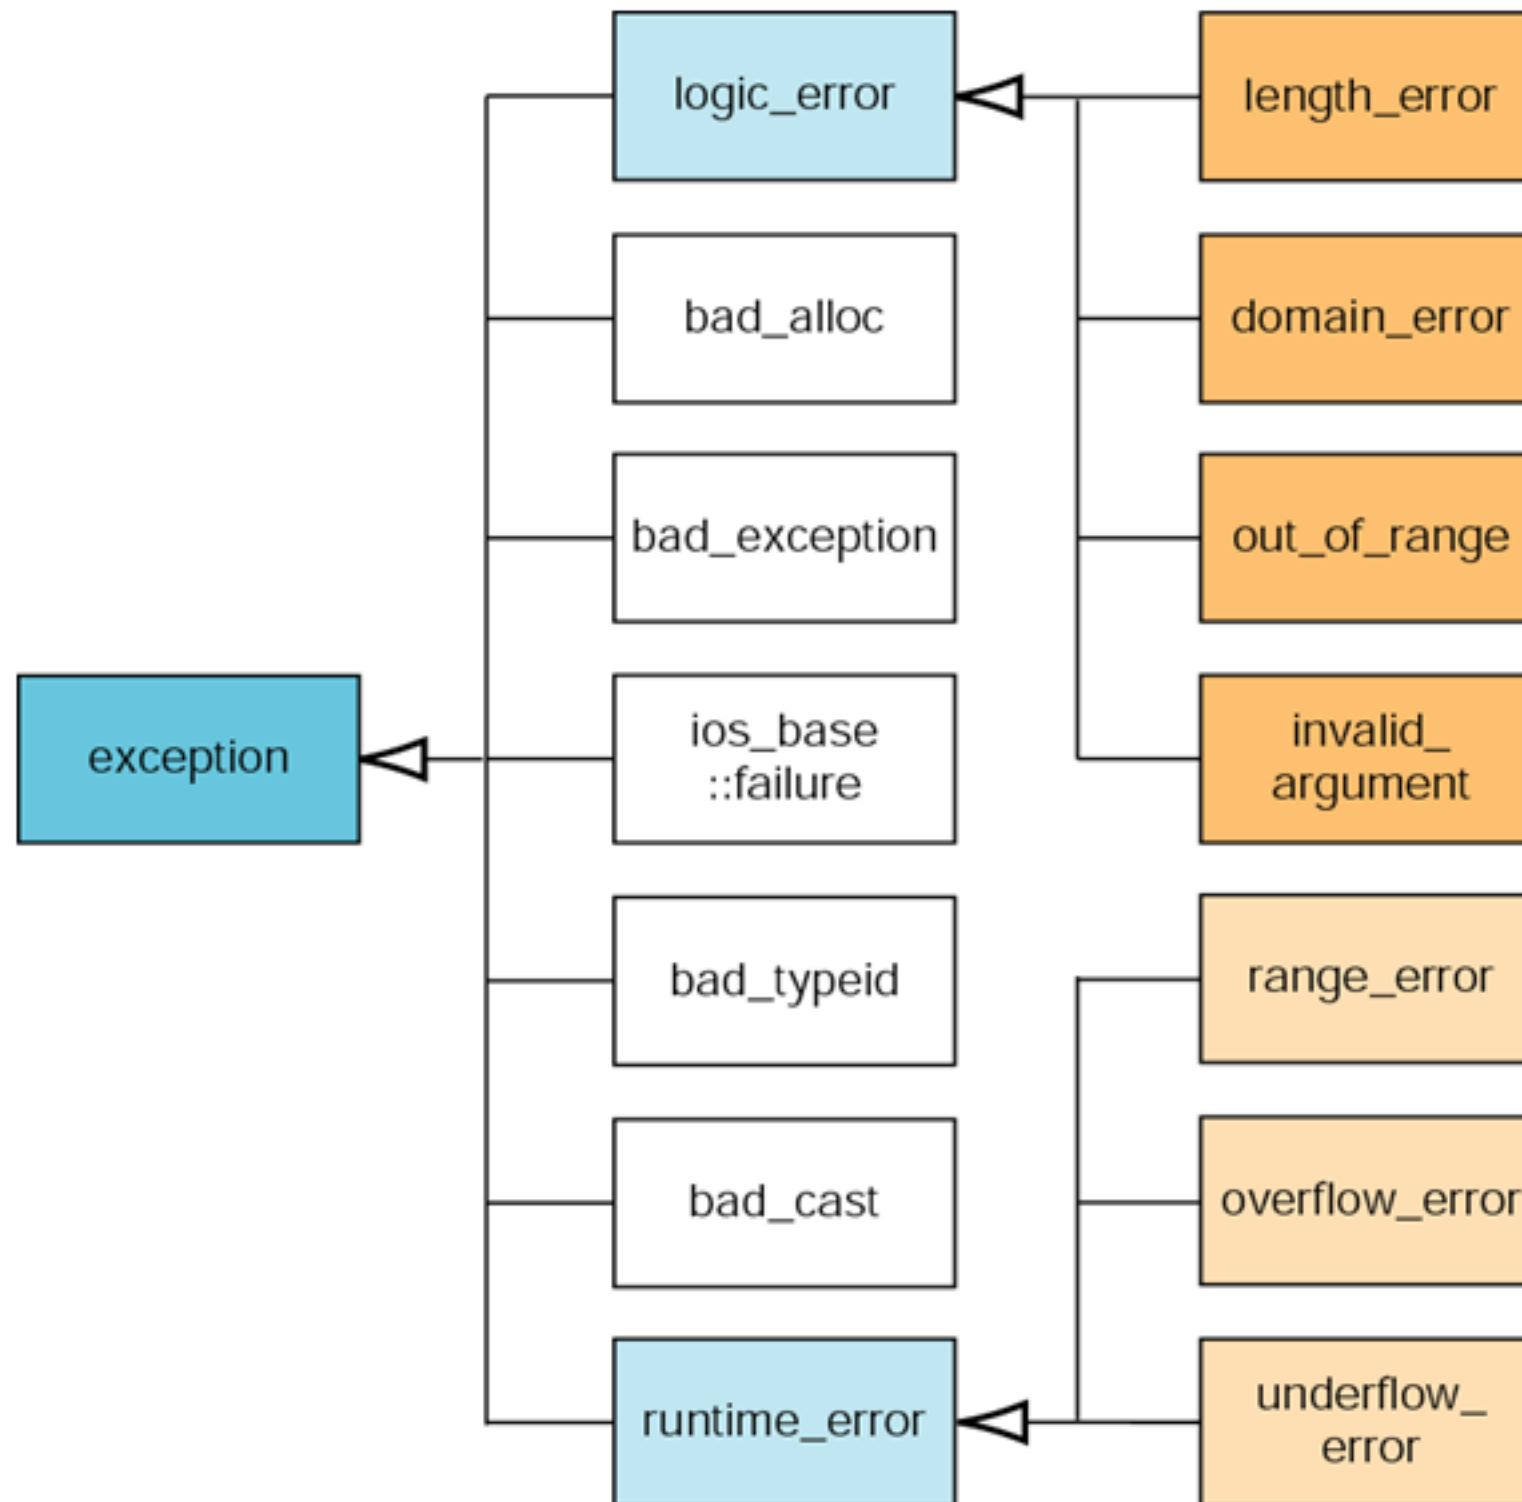 logic_error
length_error
bad_alloc
domain_error
bad_exception
out_of_range
exception
ios_base
::failure
invalid_
argument
bad_typeid
range_error
bad_cast
overflow_error
runtime_error
underflow_
error